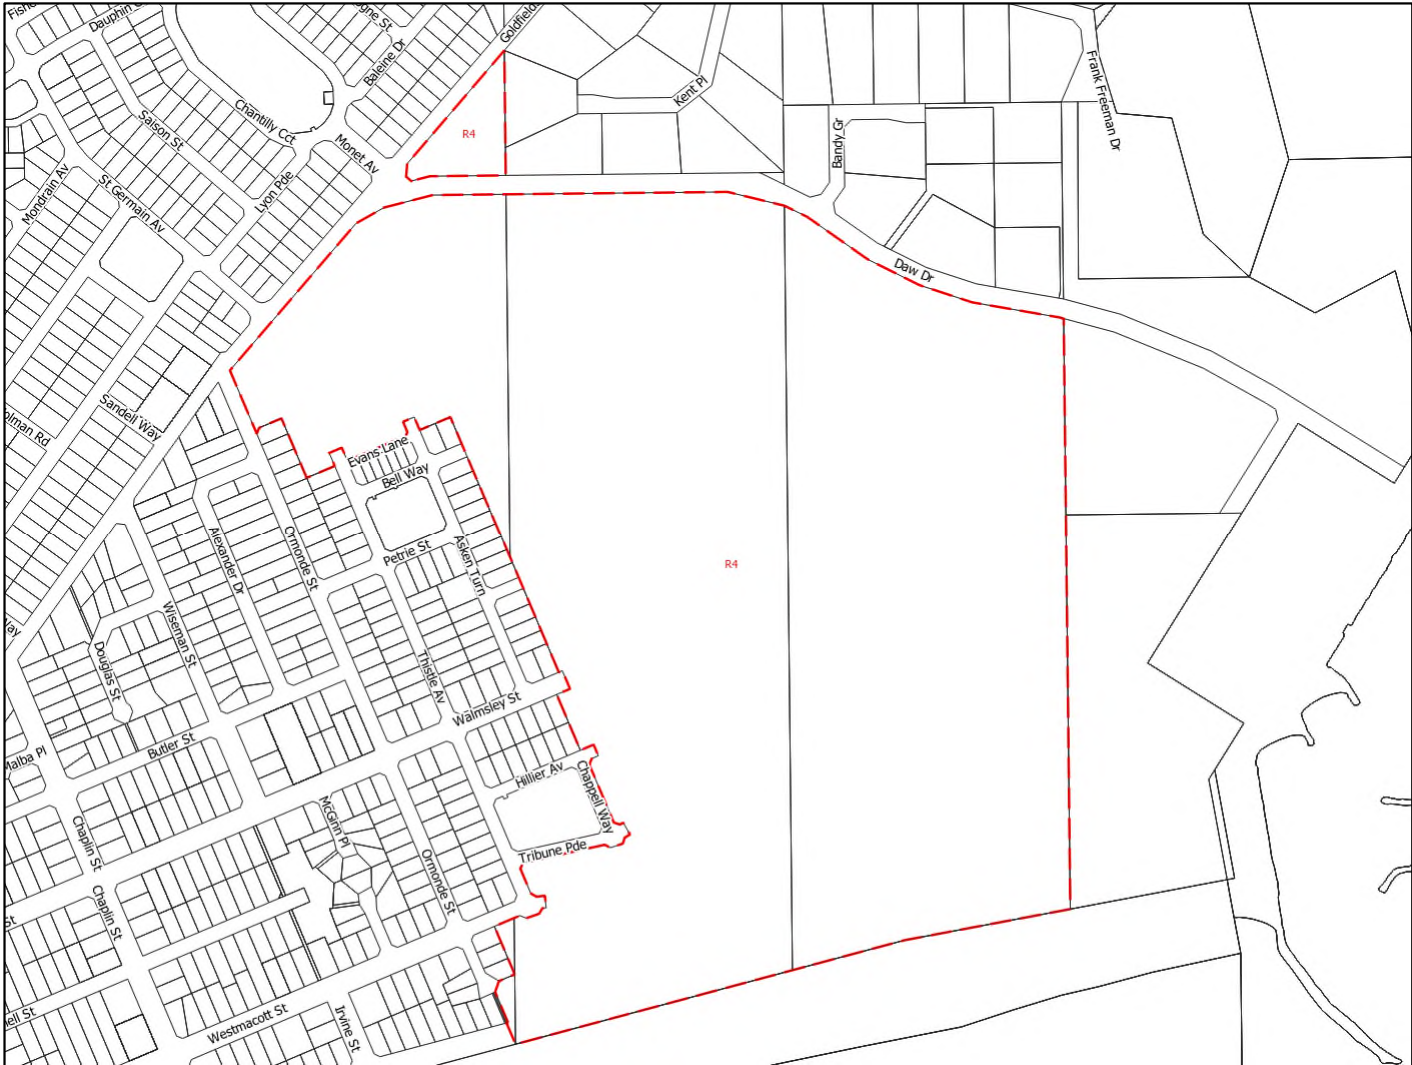 Dauphin
Goldfields
Baleine Dr
Frank Freeman Dr
Kent Pl
Chantilly Cct
Saison St
R4
Bandy Gr
Monet Av
Lyon Pde
Mondrain Av
St Germain Av
Daw Dr
Sandell Way
Evans Lane
Bell Way
Ormonde St
Alexander Dr
Petrie St
Asken Turn
R4
Wiseman St
Douglas St
Thistle Av
Walmsley St
Butler St
Malba Pl
Hillier Av
Chappell Way
McGinn Pl
Chaplin St
Tribune Pde
Ormonde St
Chaplin St
Westmacott St
Irvine St